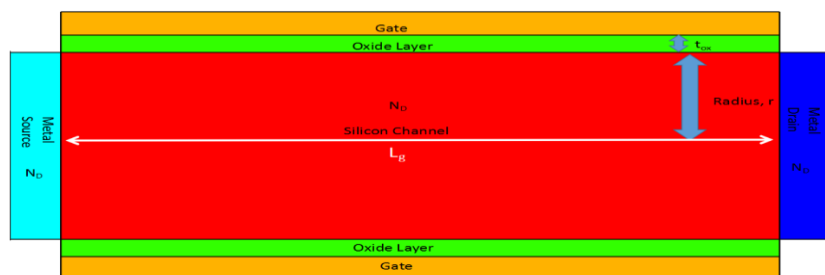 Gate
Oxide Layer
tox
Metal
Source
ND
ND
Silicon Channel
Lg
Radius, r
Metal
Drain
ND
Oxide Layer
Gate